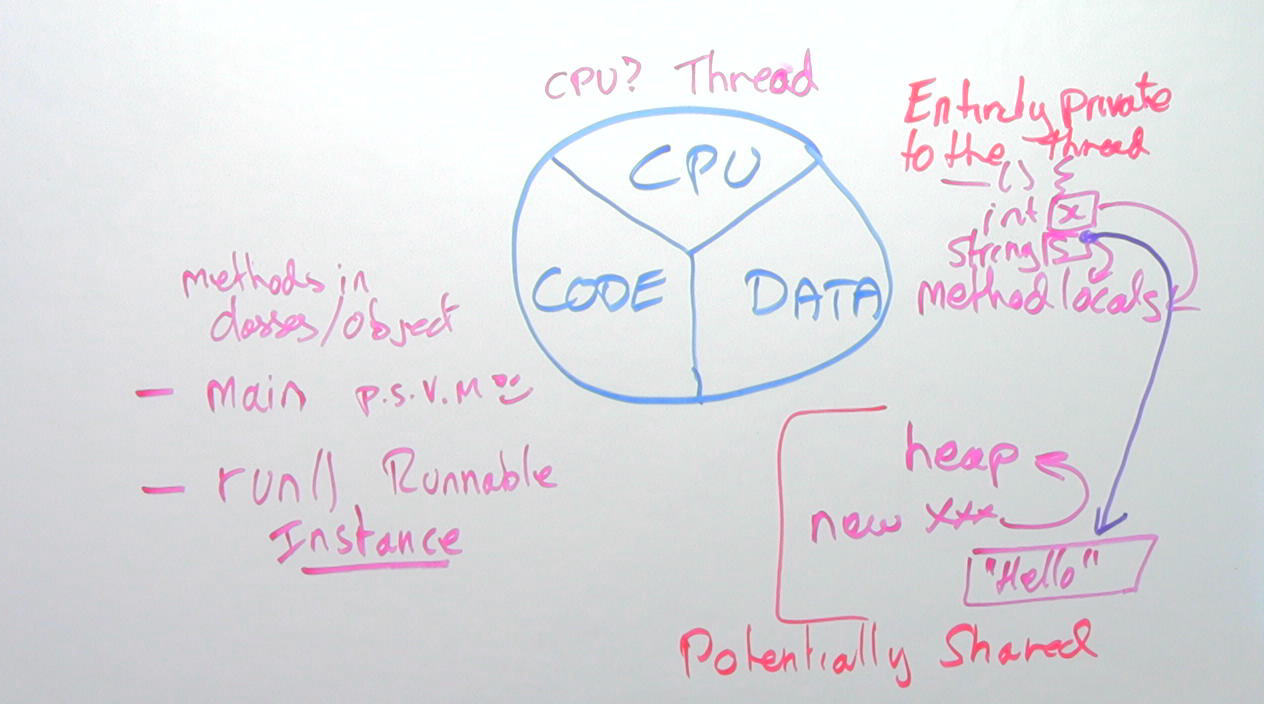 CPU? Thread
CPU
CODE
DATA
methods in
classes/object
- Main P.S.V.M
- run() Runnable
Instance
Entirely private
to the Thread
_() {
int x
String s
method locals
heap
new xxx
"Hello"
Potentially Shared